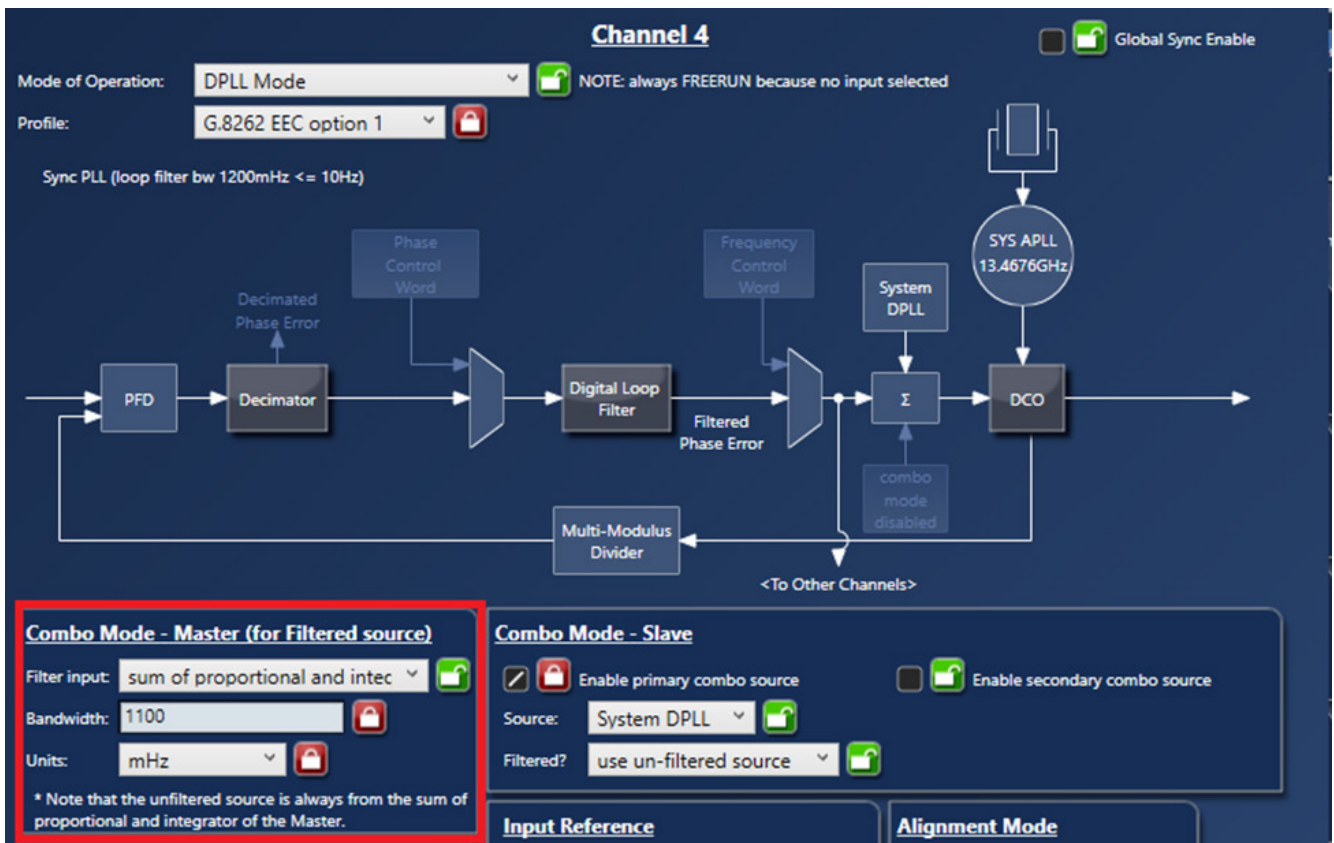 Channel 4
Global Sync Enable
Mode of Operation: DPLL Mode NOTE: always FREERUN because no input selected
Profile: G.8262 EEC option 1
Sync PLL (loop filter bw 1200mHz <= 10Hz)
Phase
Control
Word
Frequency
Control
Word
SYS APLL
13.4676GHz
System
DPLL
Decimated
Phase Error
PFD
Decimator
Digital Loop
Filter
Filtered
Phase Error
Σ
DCO
combo
mode
disabled
Multi-Modulus
Divider
<To Other Channels>
Combo Mode - Master (for Filtered source)
Filter input: sum of proportional and intec
Bandwidth: 1100
Units: mHz
* Note that the unfiltered source is always from the sum of
proportional and integrator of the Master.
Combo Mode - Slave
Enable primary combo source
Enable secondary combo source
Source: System DPLL
Filtered? use un-filtered source
Input Reference
Alignment Mode